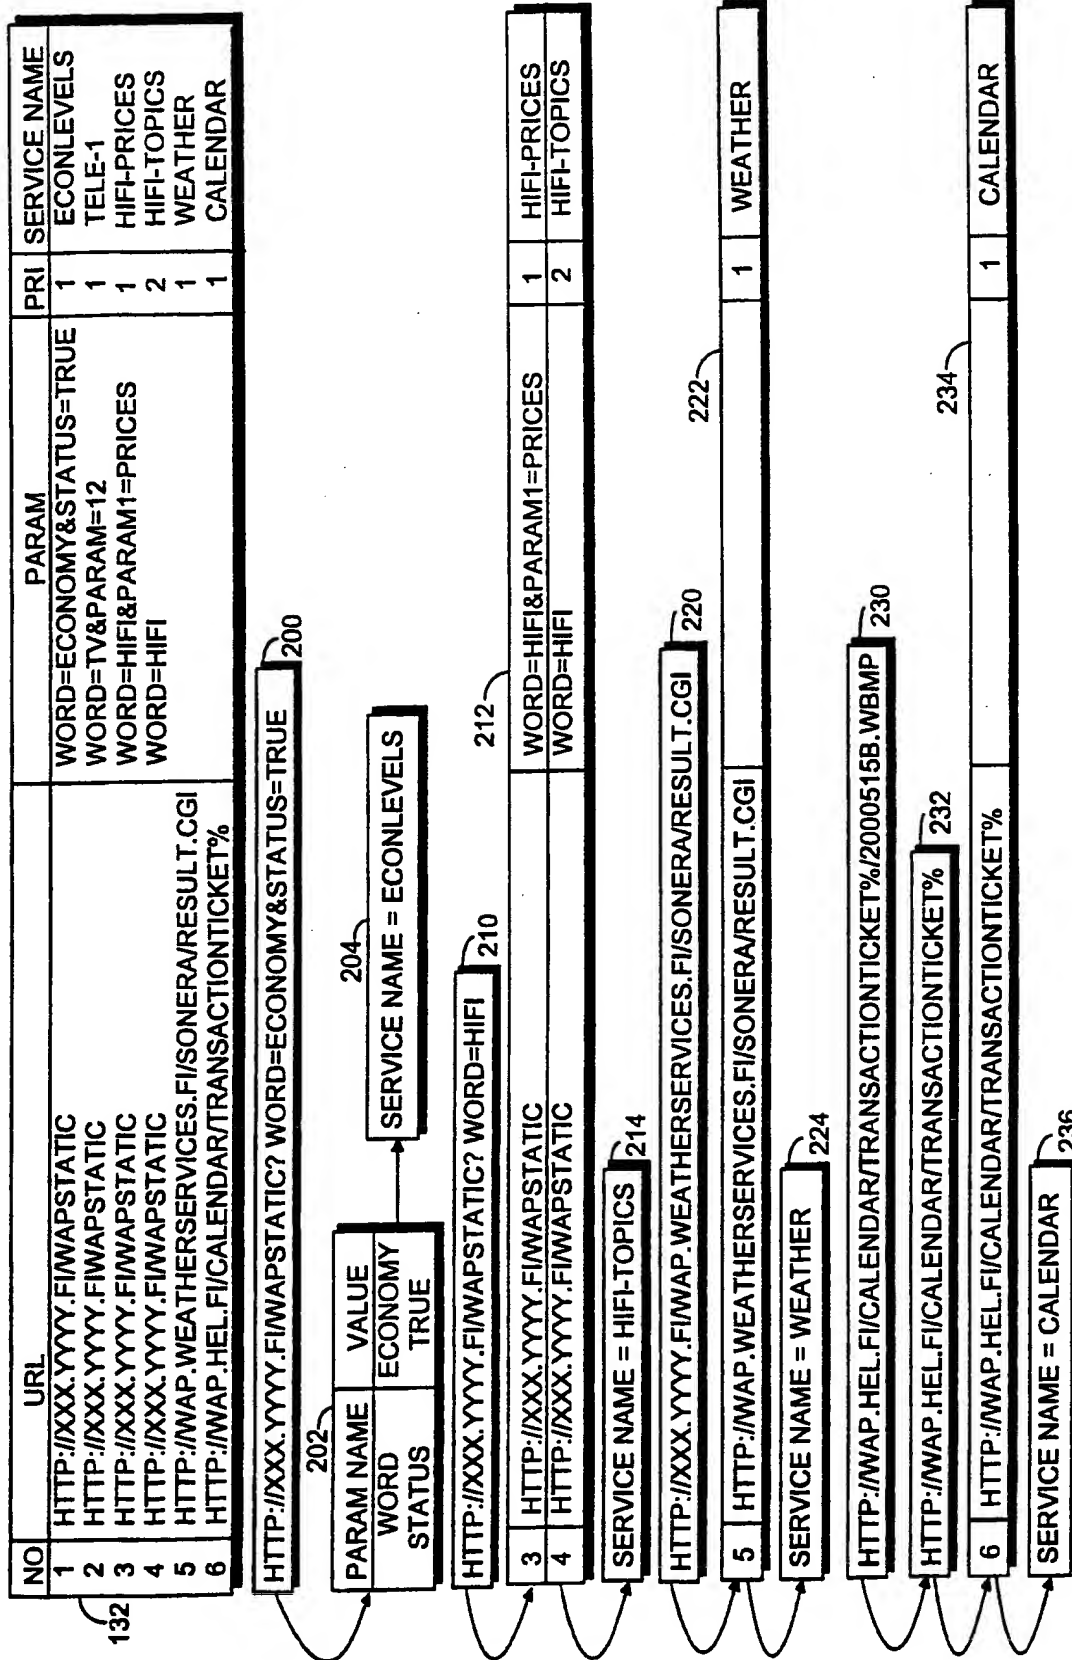 NO URL PARAM PRI SERVICE NAME
1 HTTP://XXX.YYYY.FI/WAPSTATIC WORD=ECONOMY&STATUS=TRUE 1 ECONLEVELS
2 HTTP://XXX.YYYY.FIWAPSTATIC WORD=TV&PARAM=12 1 TELE-1
3 HTTP://XXX.YYYY.FI/WAPSTATIC WORD=HIFI&PARAM1=PRICES 1 HIFI-PRICES
4 HTTP://XXX.YYYY.FI/WAPSTATIC WORD=HIFI 2 HIFI-TOPICS
5 HTTP://WAP.WEATHERSERVICES.FI/SONERA/RESULT.CGI 1 WEATHER
6 HTTP://WAP.HEL.FI/CALENDAR/TRANSACTIONTICKET% 1 CALENDAR
132
HTTP://XXX.YYYY.FI/WAPSTATIC? WORD=ECONOMY&STATUS=TRUE 200
202
PARAM NAME VALUE
WORD ECONOMY
STATUS TRUE
204
SERVICE NAME = ECONLEVELS
HTTP://XXX.YYYY.FI/WAPSTATIC? WORD=HIFI 210
212
3 HTTP://XXX.YYYY.FI/WAPSTATIC WORD=HIFI&PARAM1=PRICES 1 HIFI-PRICES
4 HTTP://XXX.YYYY.FI/WAPSTATIC WORD=HIFI 2 HIFI-TOPICS
SERVICE NAME = HIFI-TOPICS 214
HTTP://XXX.YYYY.FI/WAP.WEATHERSERVICES.FI/SONERA/RESULT.CGI 220
222
5 HTTP://WAP.WEATHERSERVICES.FI/SONERA/RESULT.CGI 1 WEATHER
SERVICE NAME = WEATHER 224
HTTP://WAP.HEL.FI/CALENDAR/TRANSACTIONTICKET%/2000515B.WBMP 230
HTTP://WAP.HEL.FI/CALENDAR/TRANSACTIONTICKET% 232
234
6 HTTP://WAP.HEL.FI/CALENDAR/TRANSACTIONTICKET% 1 CALENDAR
SERVICE NAME = CALENDAR 236